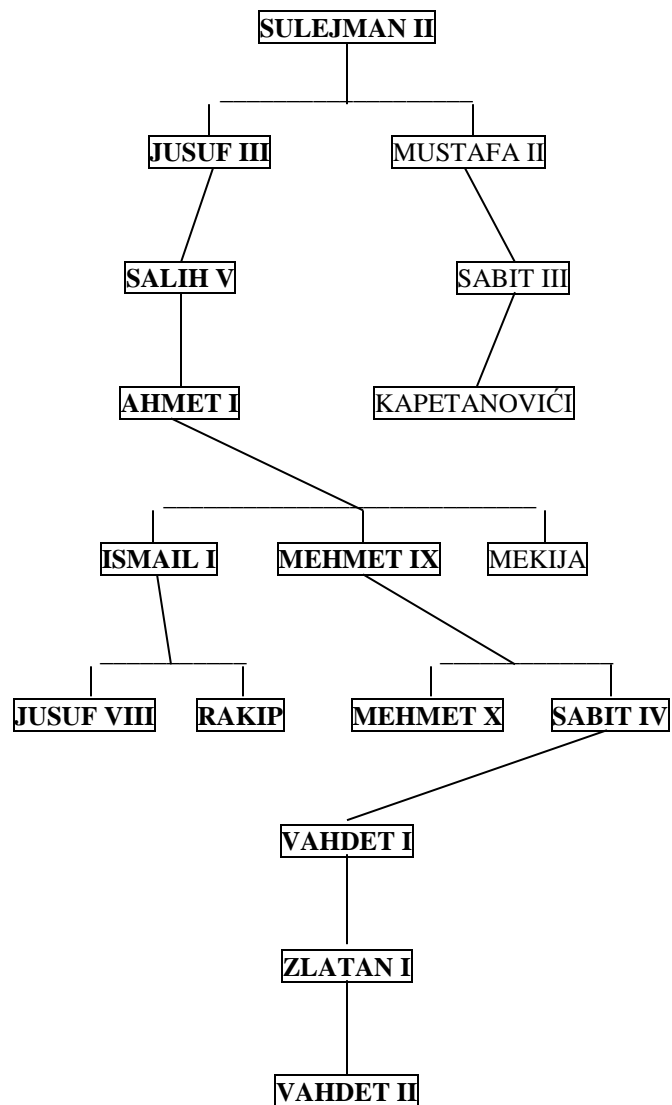 SULEJMAN II
JUSUF III MUSTAFA II
SALIH V SABIT III
AHMET I KAPETANOVIĆI
ISMAIL I MEHMET IX MEKIJA
JUSUF VIII RAKIP MEHMET X SABIT IV
VAHDET I
ZLATAN I
VAHDET II